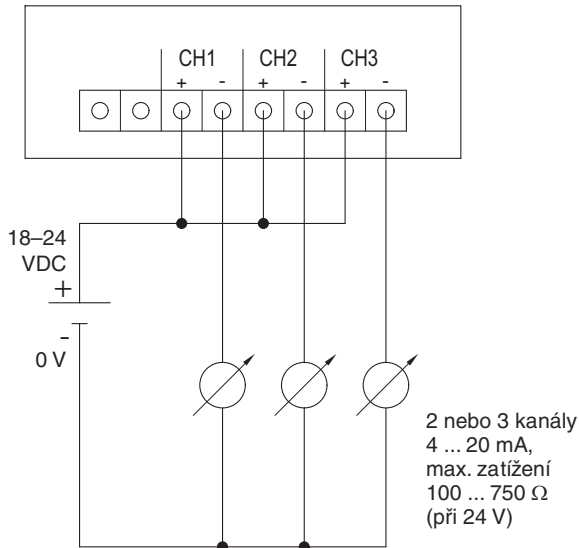 CH1 CH2 CH3
+ - + - + -
18–24
VDC
+
-
0 V
2 nebo 3 kanály
4 ... 20 mA,
max. zatížení
100 ... 750 Ω
(při 24 V)